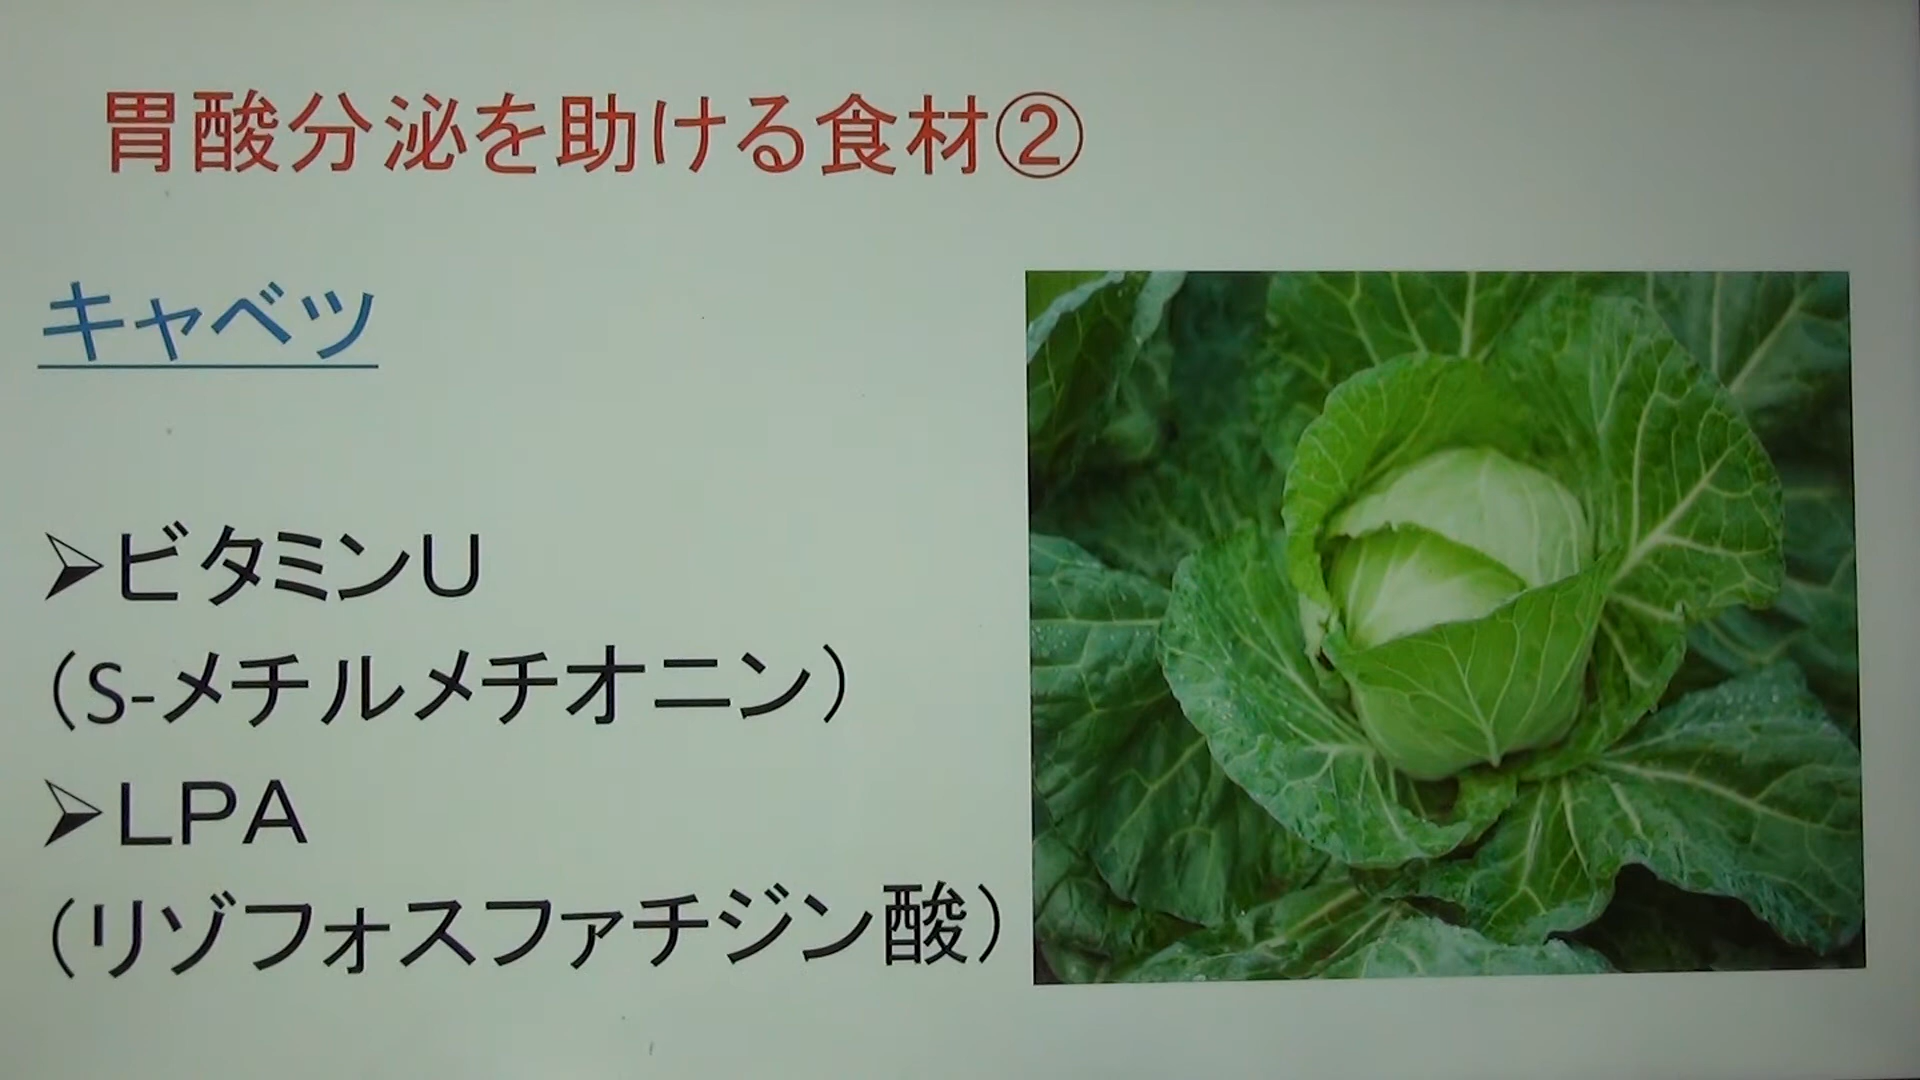 胃酸分泌を助ける食材②
キャベツ
➢ビタミンU
（S-メチルメチオニン）
➢LPA
（リゾフォスファチジン酸）